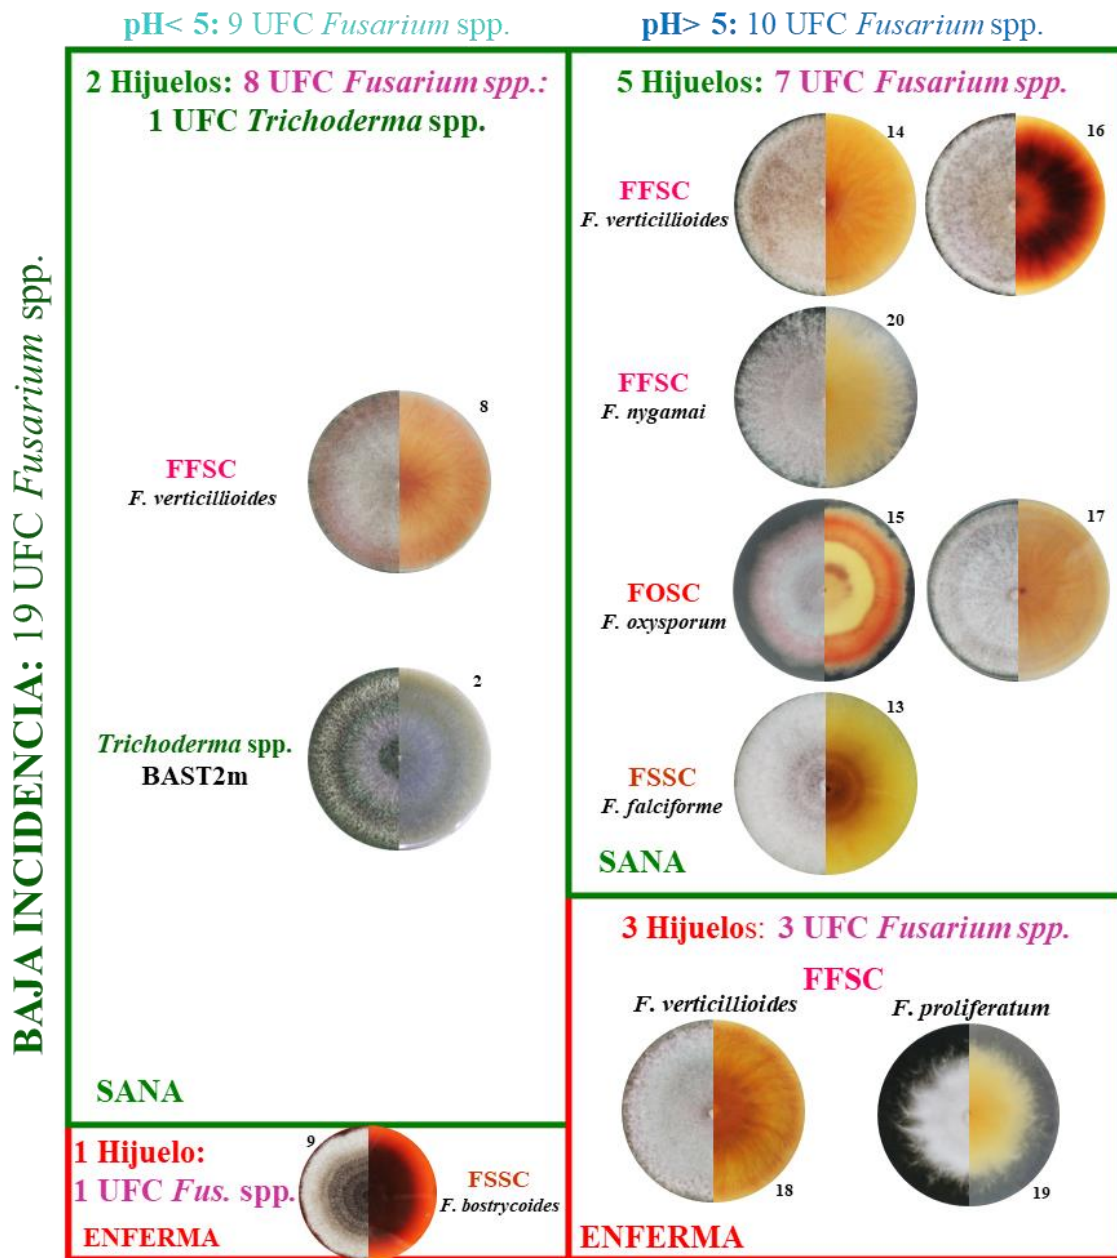 pH< 5: 9 UFC Fusarium spp.
pH> 5: 10 UFC Fusarium spp.
BAJA INCIDENCIA: 19 UFC Fusarium spp.
2 Hijuelos: 8 UFC Fusarium spp.:
1 UFC Trichoderma spp.
8
FFSC
F. verticillioides
2
Trichoderma spp.
BAST2m
SANA
1 Hijuelo:
1 UFC Fus. spp.
ENFERMA
9
FSSC
F. bostrycoides
5 Hijuelos: 7 UFC Fusarium spp.
14
16
FFSC
F. verticillioides
20
FFSC
F. nygamai
15
17
FOSC
F. oxysporum
13
FSSC
F. falciforme
SANA
3 Hijuelos: 3 UFC Fusarium spp.
FFSC
F. verticillioides
F. proliferatum
18
19
ENFERMA